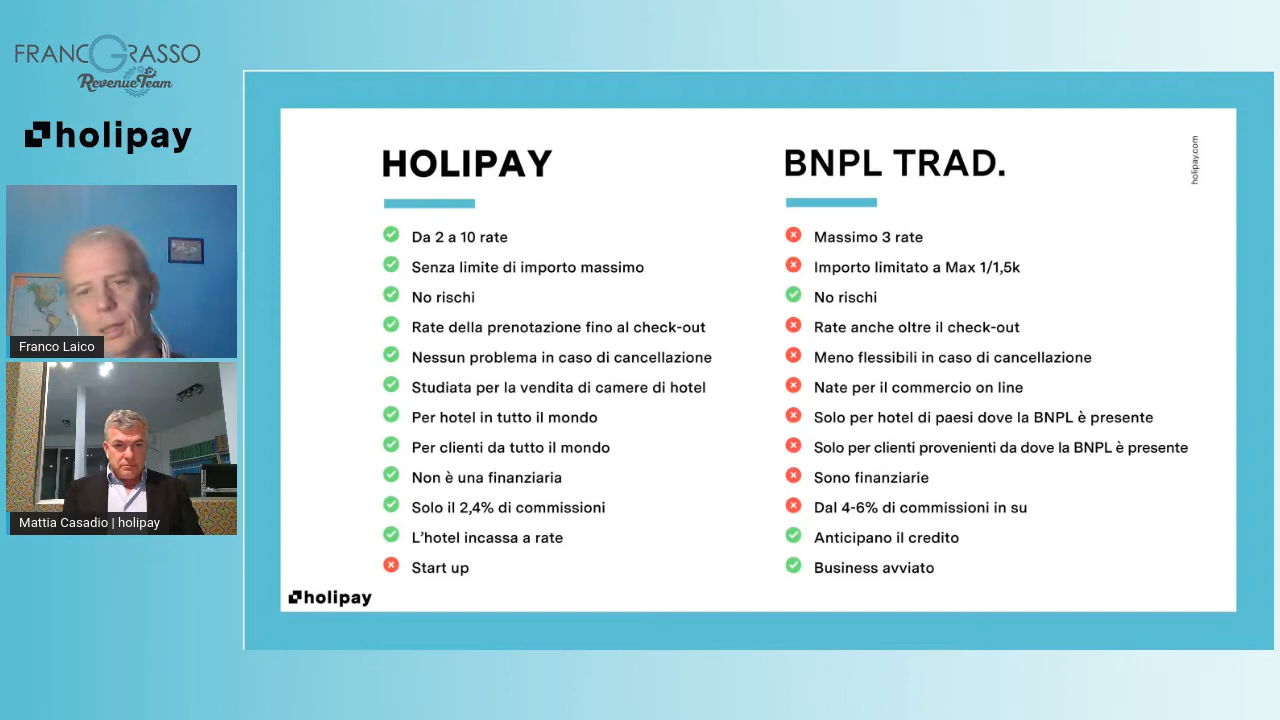 FRANCOGRASSO
RevenueTeam
holipay
Franco Laico
Mattia Casadio | holipay
HOLIPAY
Da 2 a 10 rate
Senza limite di importo massimo
No rischi
Rate della prenotazione fino al check-out
Nessun problema in caso di cancellazione
Studiata per la vendita di camere di hotel
Per hotel in tutto il mondo
Per clienti da tutto il mondo
Non è una finanziaria
Solo il 2,4% di commissioni
L'hotel incassa a rate
Start up
BNPL TRAD.
Massimo 3 rate
Importo limitato a Max 1/1,5k
No rischi
Rate anche oltre il check-out
Meno flessibili in caso di cancellazione
Nate per il commercio on line
Solo per hotel di paesi dove la BNPL è presente
Solo per clienti provenienti da dove la BNPL è presente
Sono finanziarie
Dal 4-6% di commissioni in su
Anticipano il credito
Business avviato
holipay.com
holipay